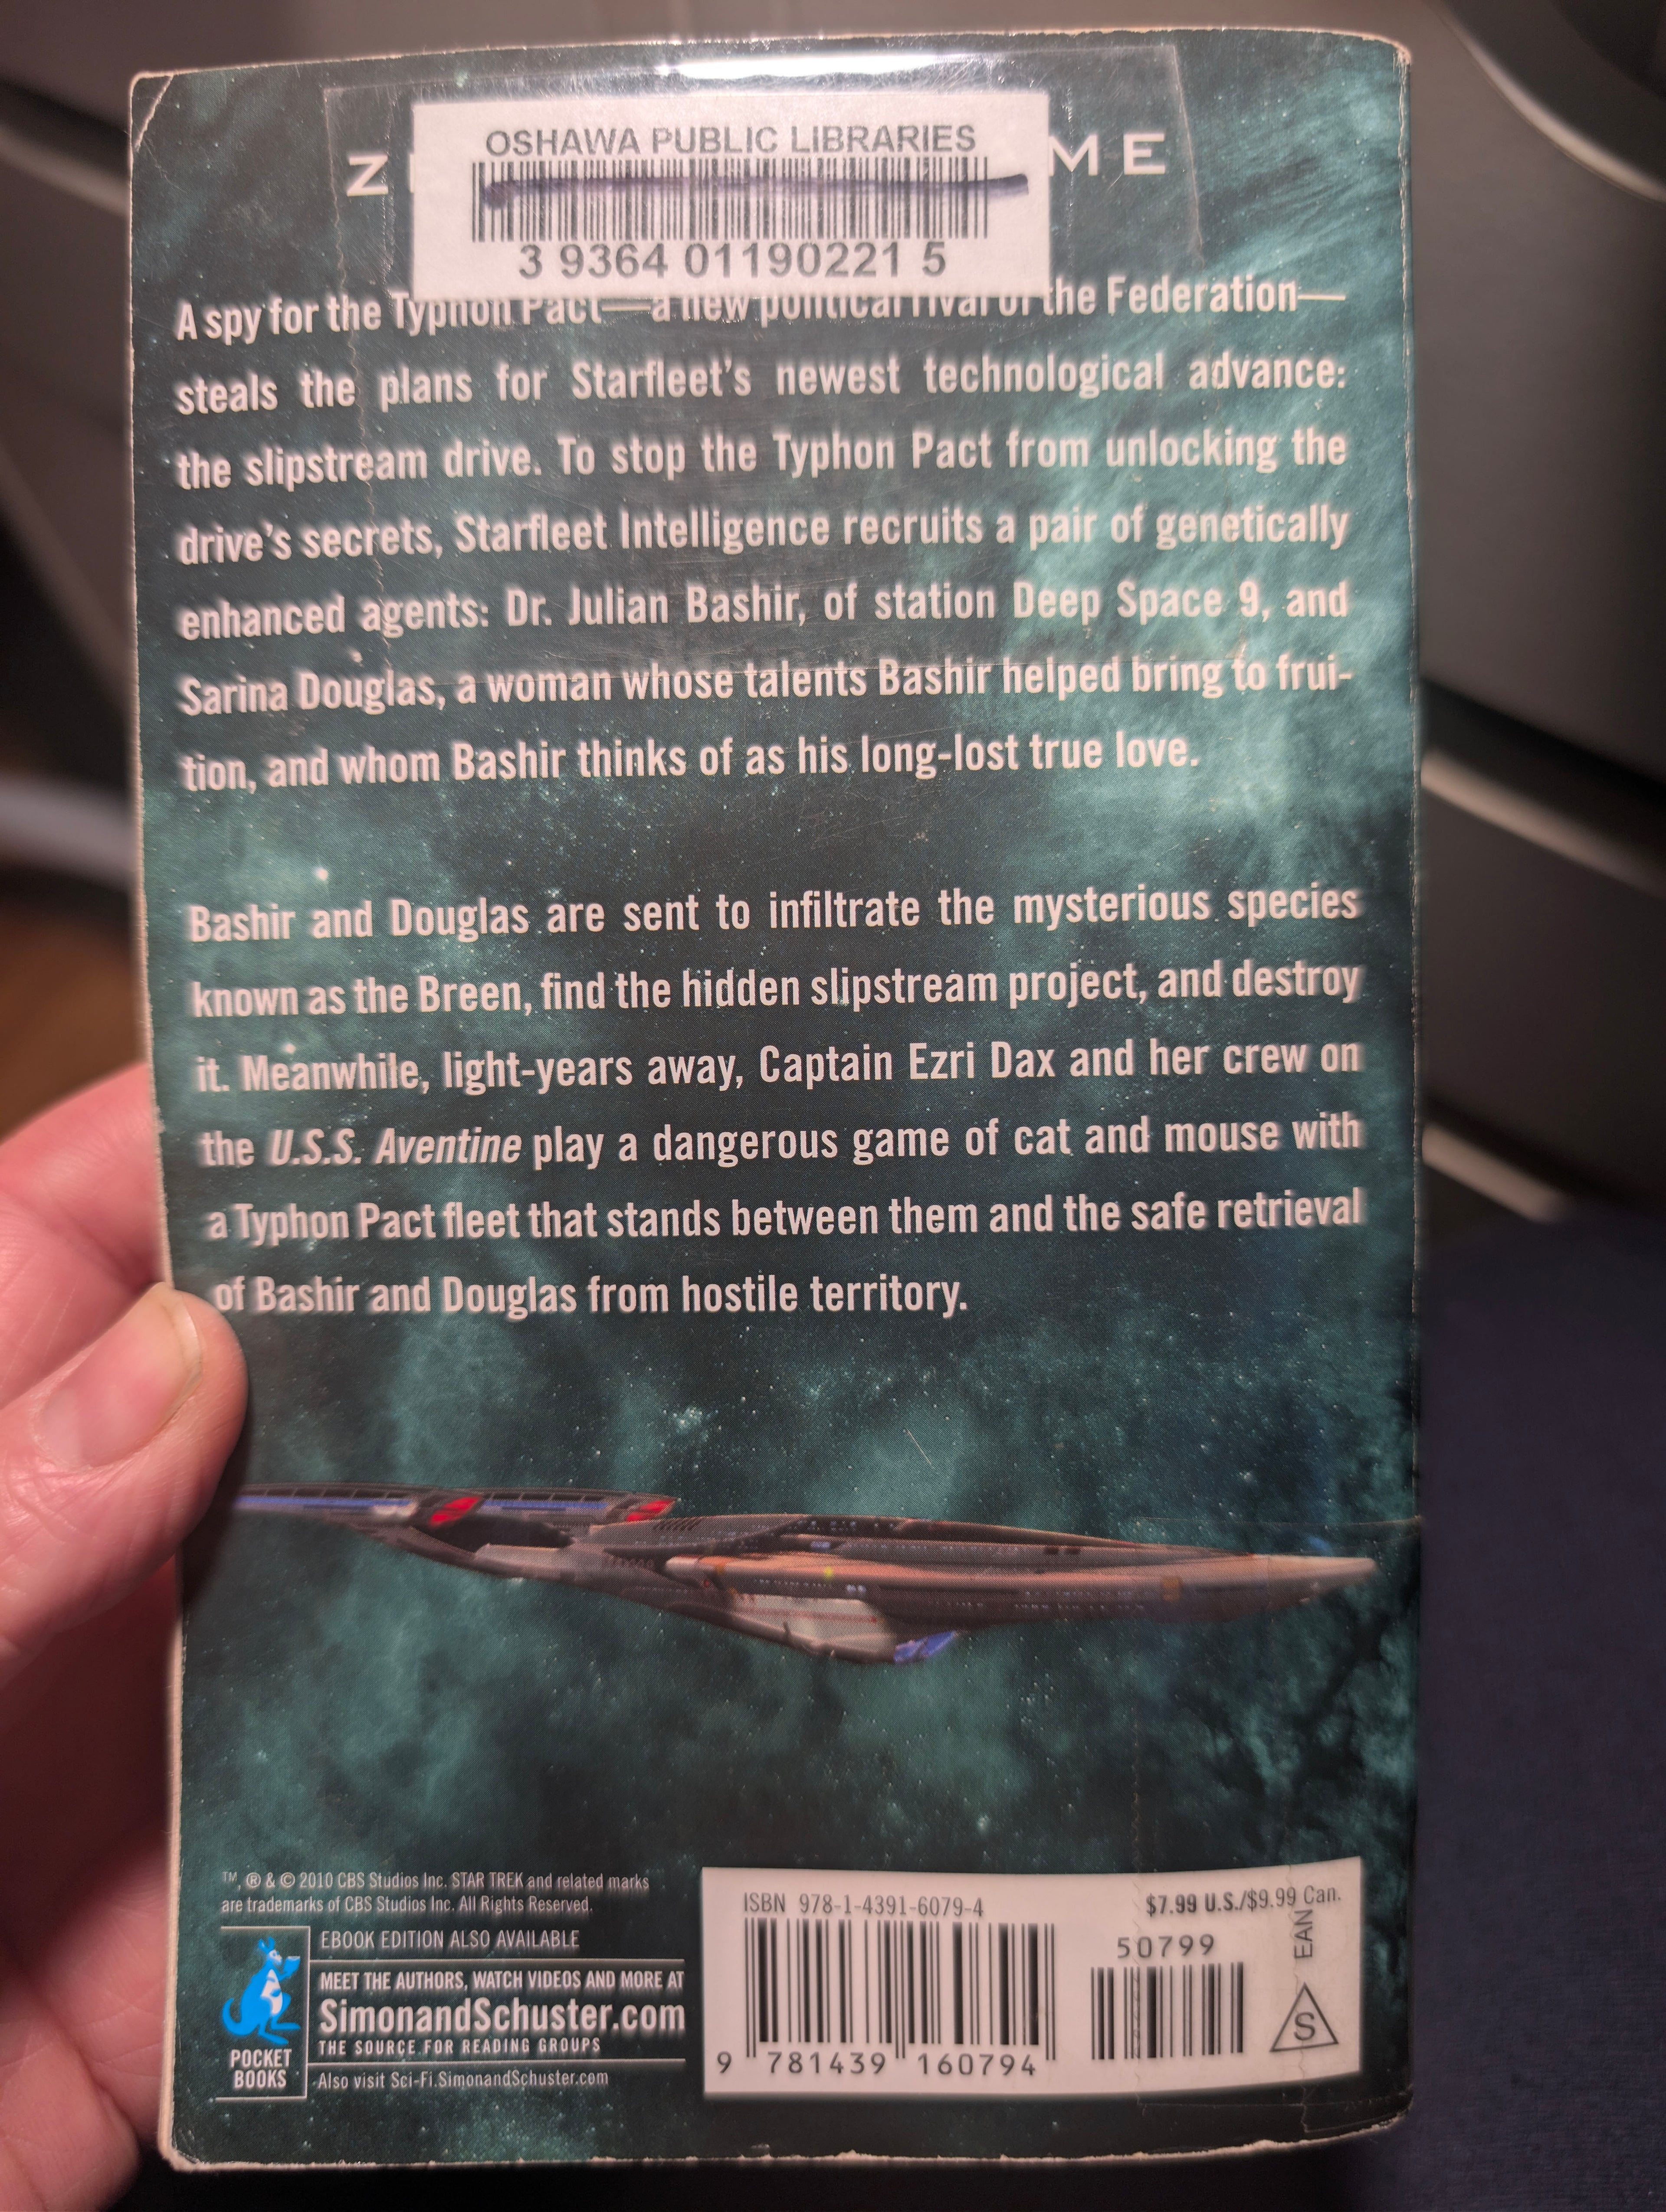 OSHAWA PUBLIC LIBRARIES
Z ME
3 9364 01190221 5
A spy for the Typhon Pact—a new political rival of the Federation—
steals the plans for Starfleet's newest technological advance:
the slipstream drive. To stop the Typhon Pact from unlocking the
drive's secrets, Starfleet Intelligence recruits a pair of genetically
enhanced agents: Dr. Julian Bashir, of station Deep Space 9, and
Sarina Douglas, a woman whose talents Bashir helped bring to frui-
tion, and whom Bashir thinks of as his long-lost true love.
Bashir and Douglas are sent to infiltrate the mysterious species
known as the Breen, find the hidden slipstream project, and destroy
it. Meanwhile, light-years away, Captain Ezri Dax and her crew on
the U.S.S. Aventine play a dangerous game of cat and mouse with
a Typhon Pact fleet that stands between them and the safe retrieval
of Bashir and Douglas from hostile territory.
™, ® & © 2010 CBS Studios Inc. STAR TREK and related marks
are trademarks of CBS Studios Inc. All Rights Reserved.
EBOOK EDITION ALSO AVAILABLE
MEET THE AUTHORS, WATCH VIDEOS AND MORE AT
SimonandSchuster.com
THE SOURCE FOR READING GROUPS
Also visit Sci-Fi.SimonandSchuster.com
POCKET
BOOKS
ISBN 978-1-4391-6079-4
$7.99 U.S./$9.99 Can.
50799
EAN
S
9 781439 160794